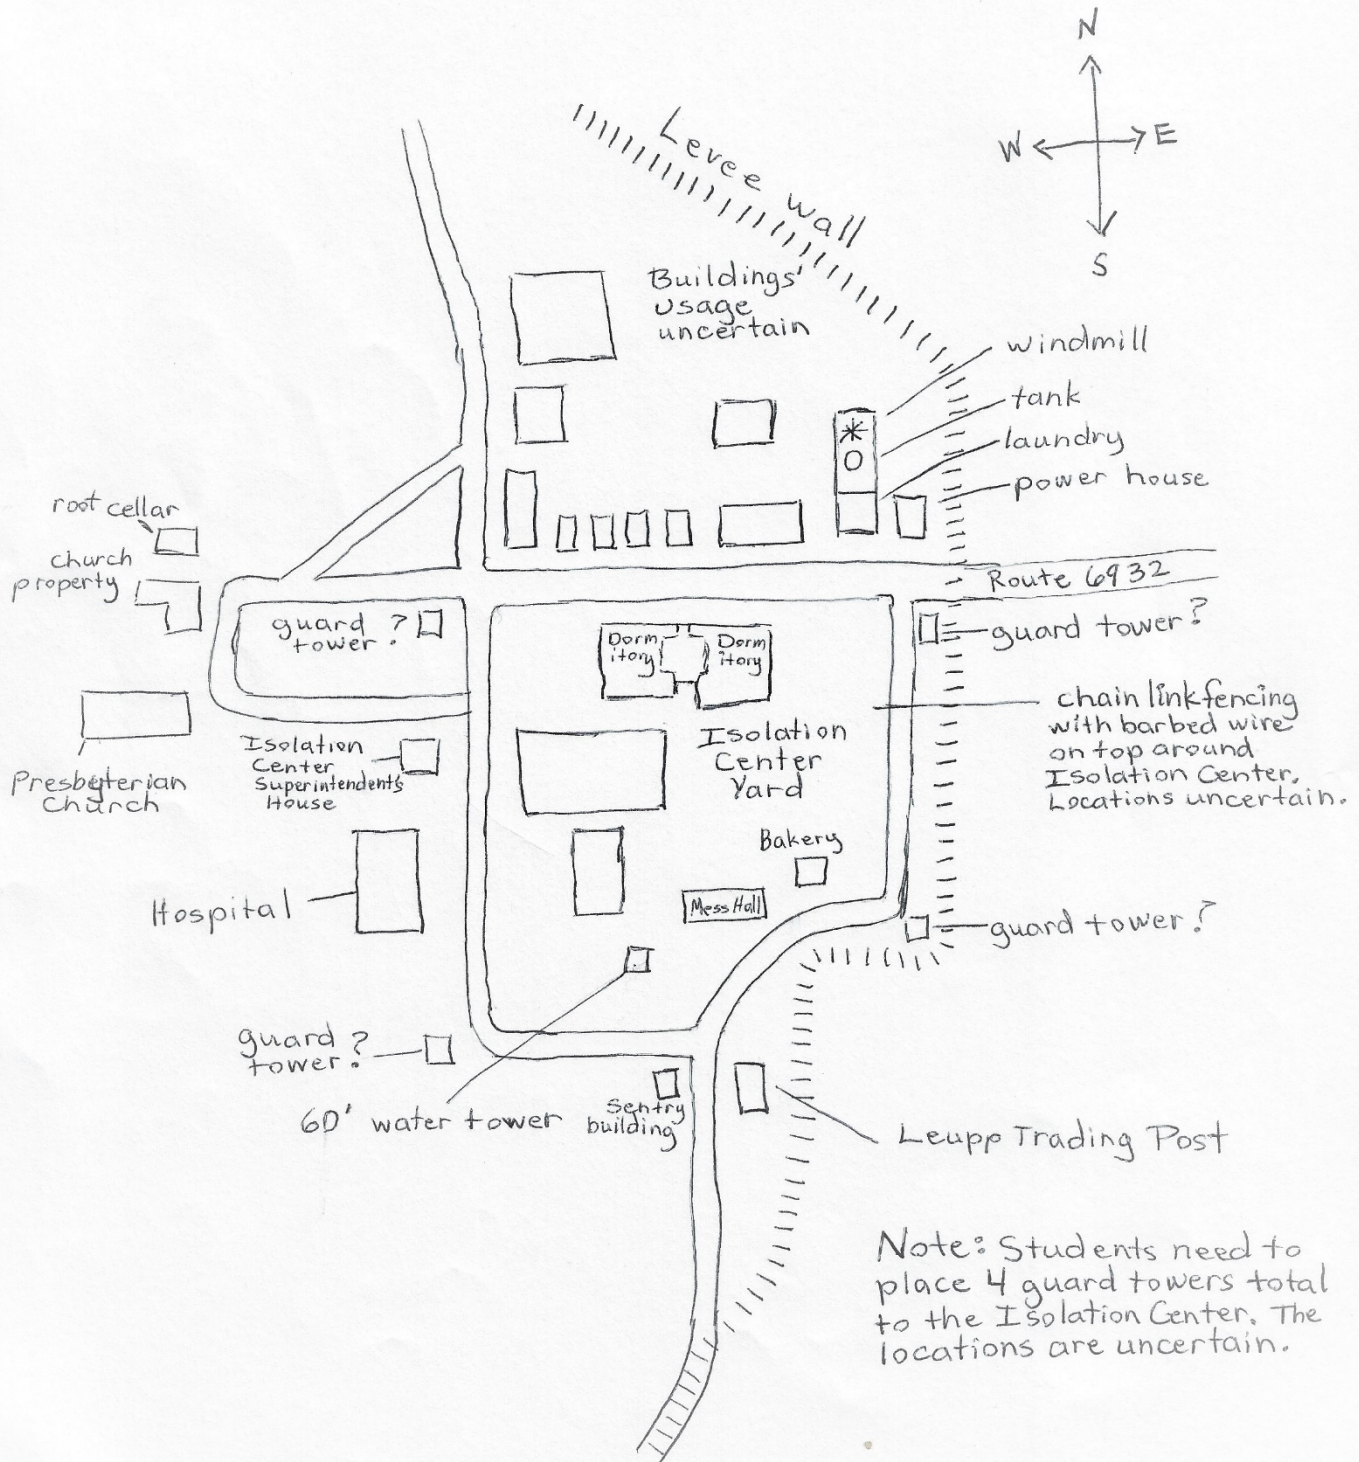 N
W E
S
Levee wall
Buildings'
usage
uncertain
windmill
tank
laundry
power house
root cellar
church
property
Route 6932
guard ?
tower
guard tower?
Dorm
itory
Dorm
itory
chain link fencing
with barbed wire
on top around
Isolation Center.
Locations uncertain.
Isolation
Center
Yard
Isolation
Center
Superintendent's
House
Presbyterian
Church
Bakery
Mess Hall
Hospital
guard tower?
guard
tower?
60' water tower
Sentry
building
Leupp Trading Post
Note: Students need to
place 4 guard towers total
to the Isolation Center. The
locations are uncertain.